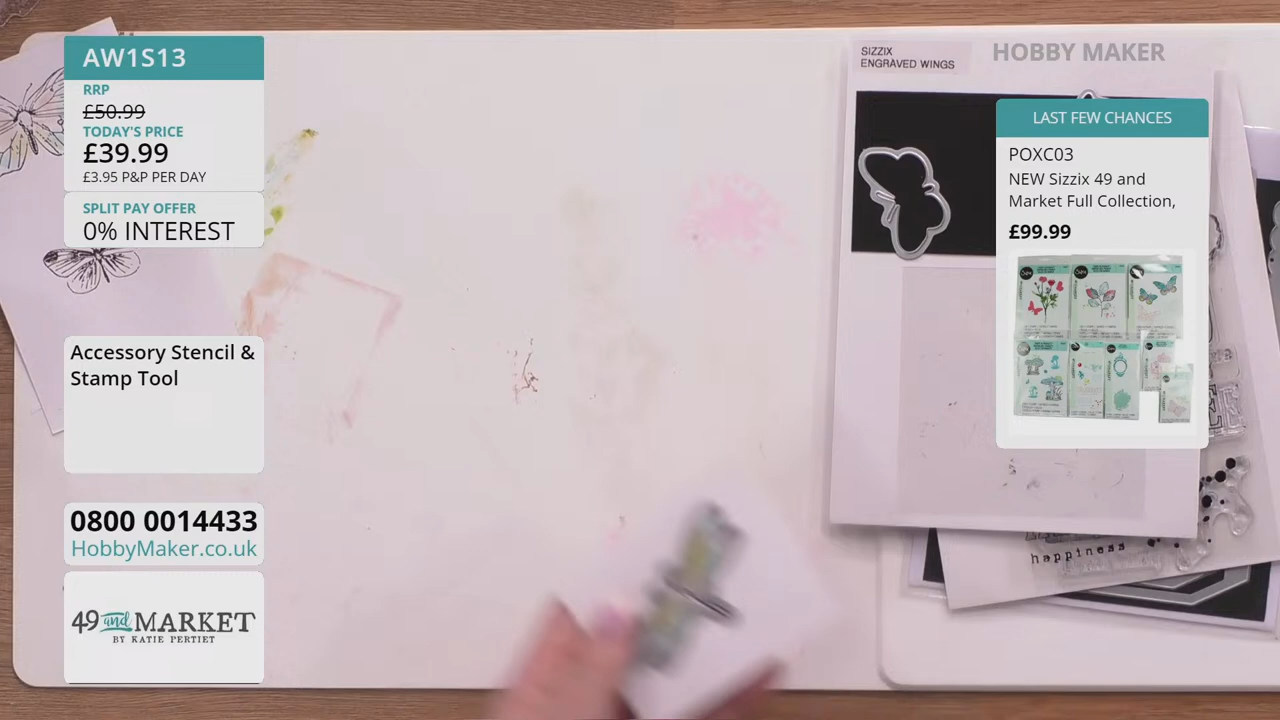 AW1S13
RRP
£50.99
TODAY'S PRICE
£39.99
£3.95 P&P PER DAY
SPLIT PAY OFFER
0% INTEREST
Accessory Stencil &
Stamp Tool
0800 0014433
HobbyMaker.co.uk
49 and MARKET
BY KATIE PERTIET
SIZZIX
ENGRAVED WINGS
HOBBY MAKER
LAST FEW CHANCES
POXC03
NEW Sizzix 49 and
Market Full Collection,
£99.99
happiness